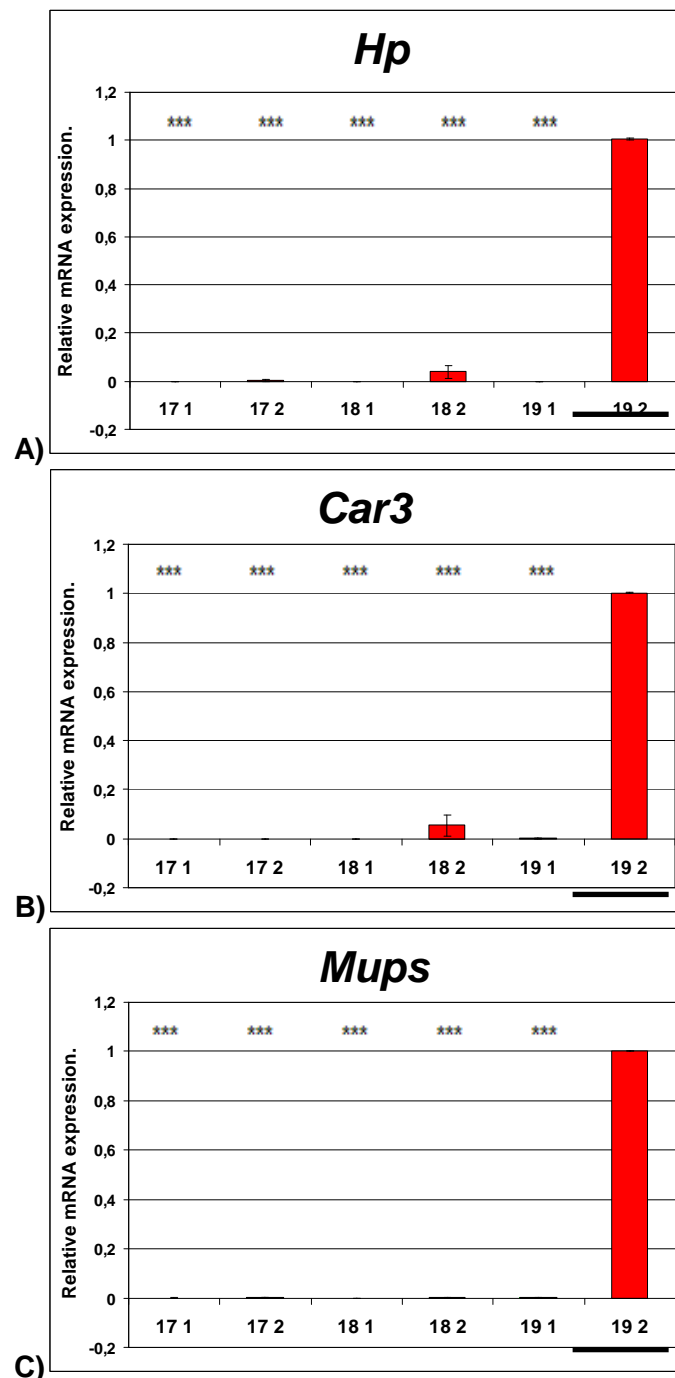 Hp
1,2
*** *** *** *** ***
1
0,8
0,6
0,4
0,2
0
-0,2
Relative mRNA expression.
17 1 17 2 18 1 18 2 19 1 19 2
A)
Car3
1,2
*** *** *** *** ***
1
0,8
0,6
0,4
0,2
0
-0,2
Relative mRNA expression.
17 1 17 2 18 1 18 2 19 1 19 2
B)
Mups
1,2
*** *** *** *** ***
1
0,8
0,6
0,4
0,2
0
-0,2
Relative mRNA expression.
17 1 17 2 18 1 18 2 19 1 19 2
C)